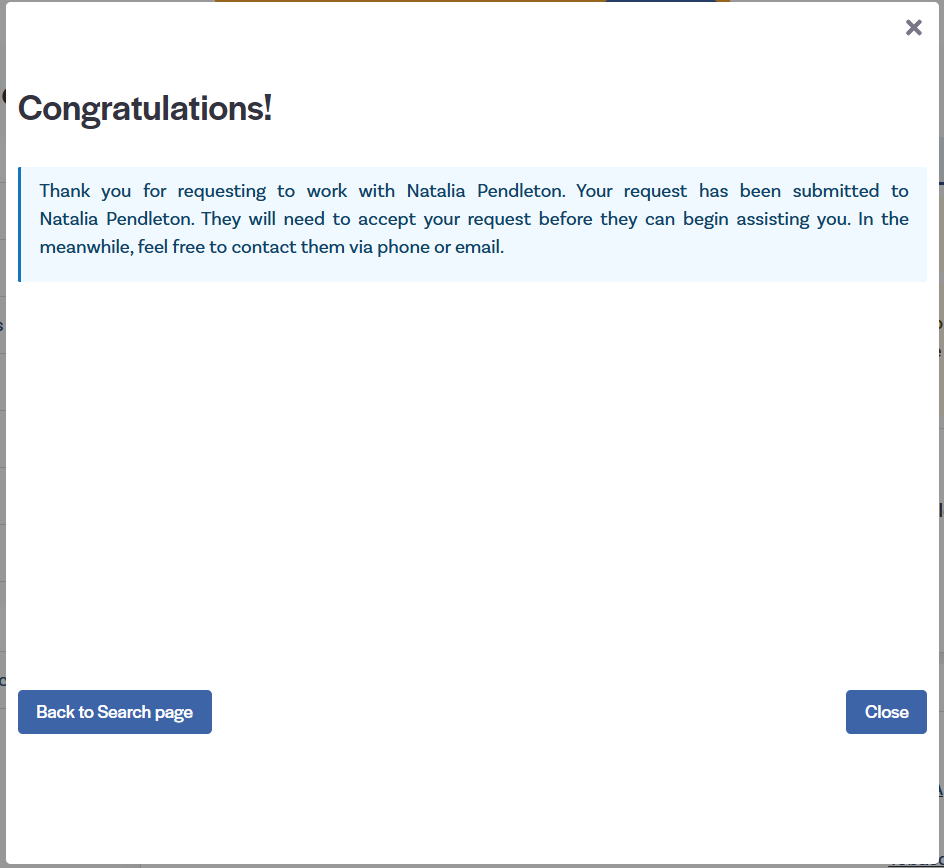 Congratulations!
Thank you for requesting to work with Natalia Pendleton. Your request has been submitted to
Natalia Pendleton. They will need to accept your request before they can begin assisting you. In the
meanwhile, feel free to contact them via phone or email.
Back to Search page
Close